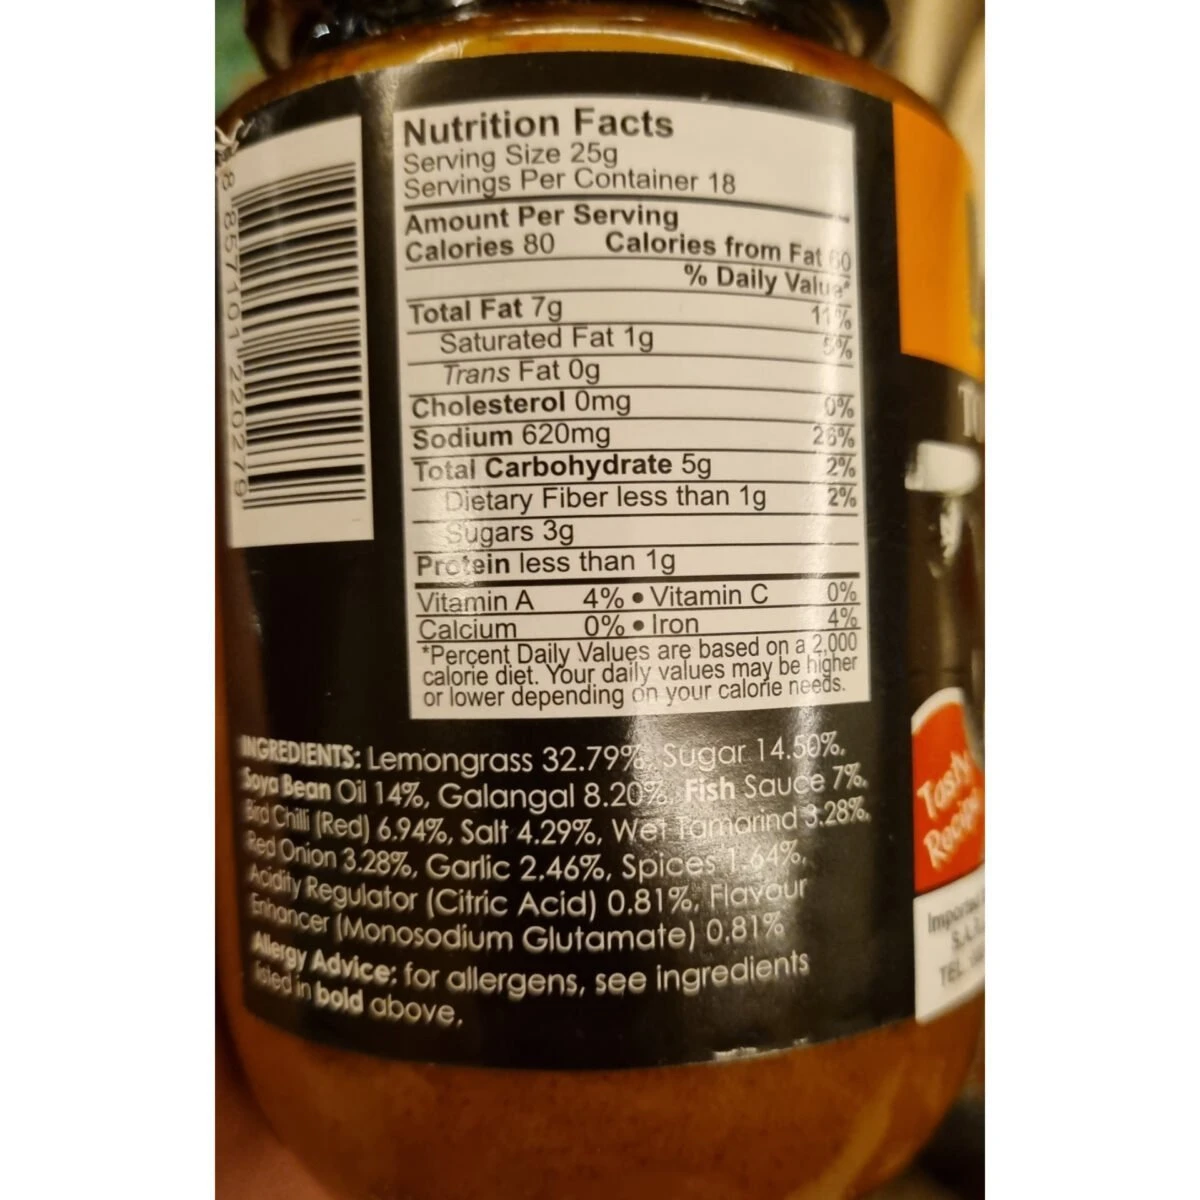 8 857101 220279
Nutrition Facts
Serving Size 25g
Servings Per Container 18
Amount Per Serving
Calories 80 Calories from Fat 60
% Daily Value*
Total Fat 7g 11%
Saturated Fat 1g 5%
Trans Fat 0g
Cholesterol 0mg 0%
Sodium 620mg 26%
Total Carbohydrate 5g 2%
Dietary Fiber less than 1g 2%
Sugars 3g
Protein less than 1g
Vitamin A 4% • Vitamin C 0%
Calcium 0% • Iron 4%
*Percent Daily Values are based on a 2,000
calorie diet. Your daily values may be higher
or lower depending on your calorie needs.
INGREDIENTS: Lemongrass 32.79%, Sugar 14.50%,
Soya Bean Oil 14%, Galangal 8.20%, Fish Sauce 7%,
Bird Chilli (Red) 6.94%, Salt 4.29%, Wet Tamarind 3.28%,
Red Onion 3.28%, Garlic 2.46%, Spices 1.64%,
Acidity Regulator (Citric Acid) 0.81%, Flavour
Enhancer (Monosodium Glutamate) 0.81%
Allergy Advice: for allergens, see ingredients
listed in bold above.
Tasty
TEL